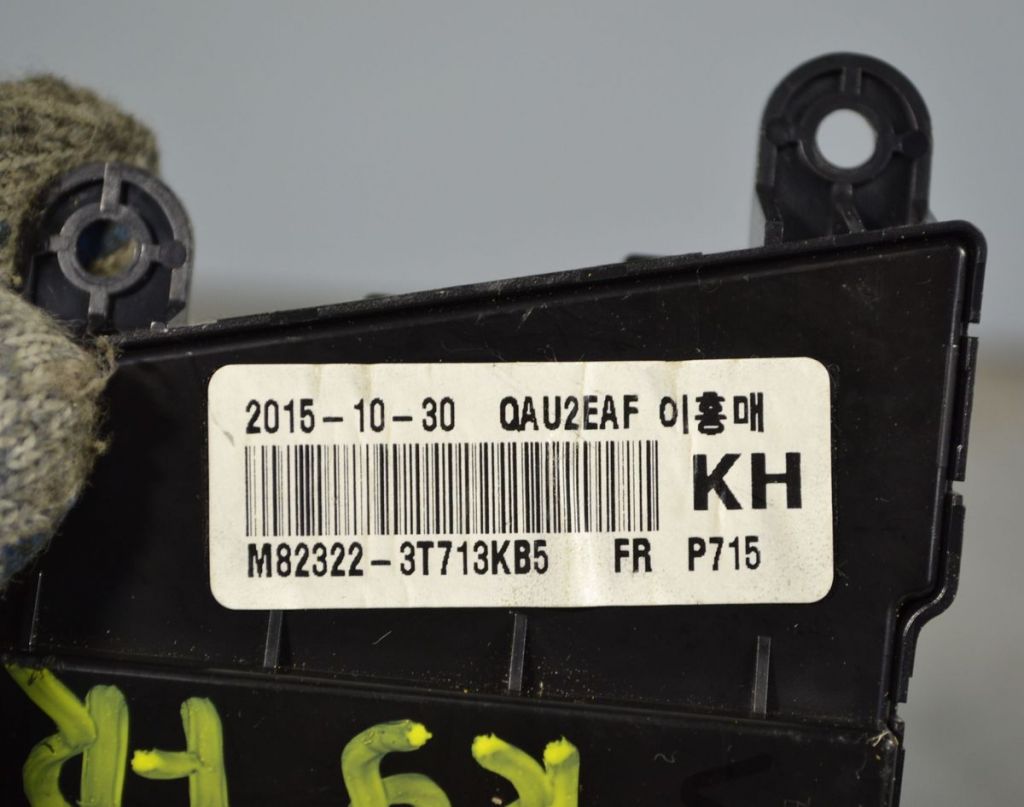 2015-10-30 QAU2EAF 이홍매
KH
M82322-3T713KB5 FR P715